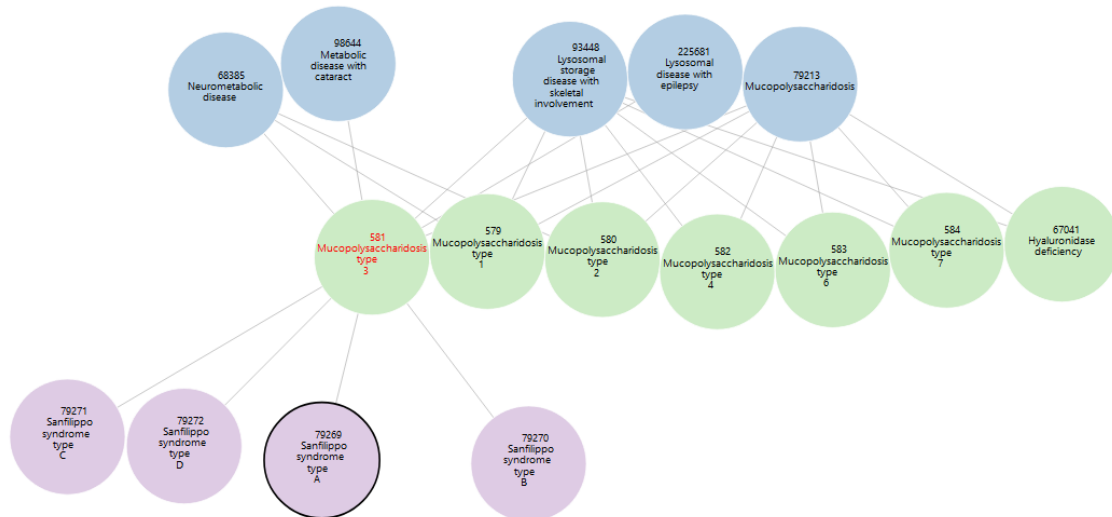 68385
Neurometabolic
disease
98644
Metabolic
disease with
cataract
93448
Lysosomal
storage
disease with
skeletal
involvement
225681
Lysosomal
disease with
epilepsy
79213
Mucopolysaccharidosis
581
Mucopolysaccharidosis
type
3
579
Mucopolysaccharidosis
type
1
580
Mucopolysaccharidosis
type
2
582
Mucopolysaccharidosis
type
4
583
Mucopolysaccharidosis
type
6
584
Mucopolysaccharidosis
type
7
67041
Hyaluronidase
deficiency
79271
Sanfilippo
syndrome
type
C
79272
Sanfilippo
syndrome
type
D
79269
Sanfilippo
syndrome
type
A
79270
Sanfilippo
syndrome
type
B